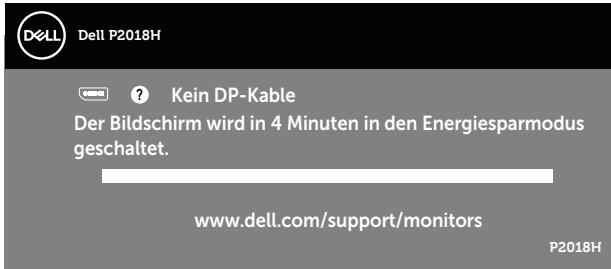 DELL
Dell P2018H
? Kein DP-Kable
Der Bildschirm wird in 4 Minuten in den Energiesparmodus
geschaltet.
www.dell.com/support/monitors
P2018H